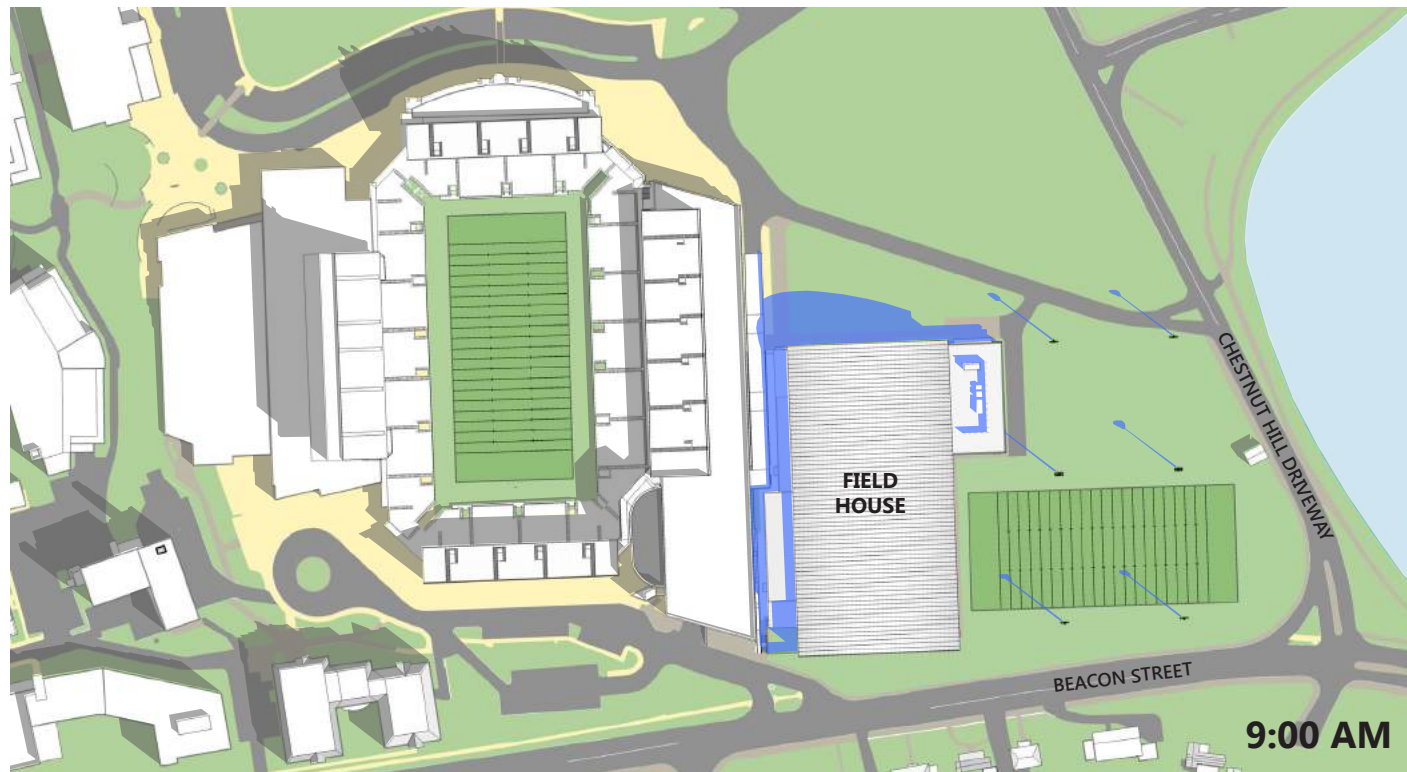 CHESTNUT HILL DRIVEWAY
FIELD
HOUSE
BEACON STREET
9:00 AM